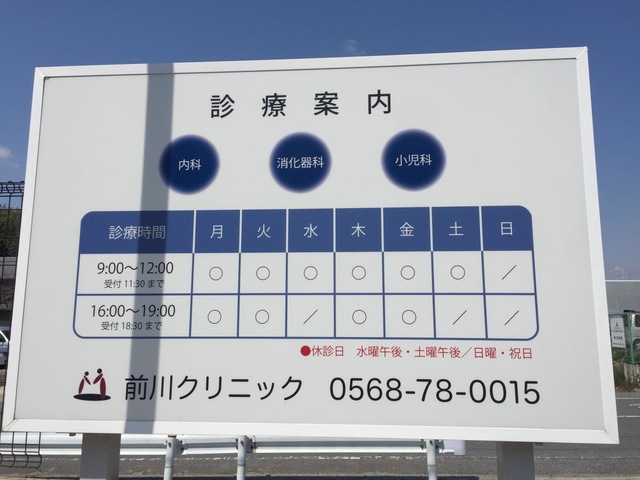 診療案内
内科 消化器科 小児科
診療時間 月 火 水 木 金 土 日
9:00〜12:00 ○ ○ ○ ○ ○ ○ ／
受付 11:30 まで
16:00〜19:00 ○ ○ ／ ○ ○ ／ ／
受付 18:30 まで
●休診日 水曜午後・土曜午後／日曜・祝日
前川クリニック 0568-78-0015